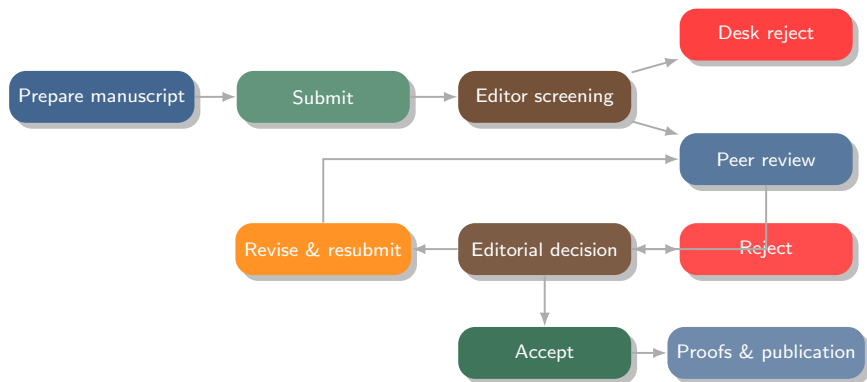 Desk reject
Prepare manuscript
Submit
Editor screening
Peer review
Revise & resubmit
Editorial decision
Reject
Accept
Proofs & publication